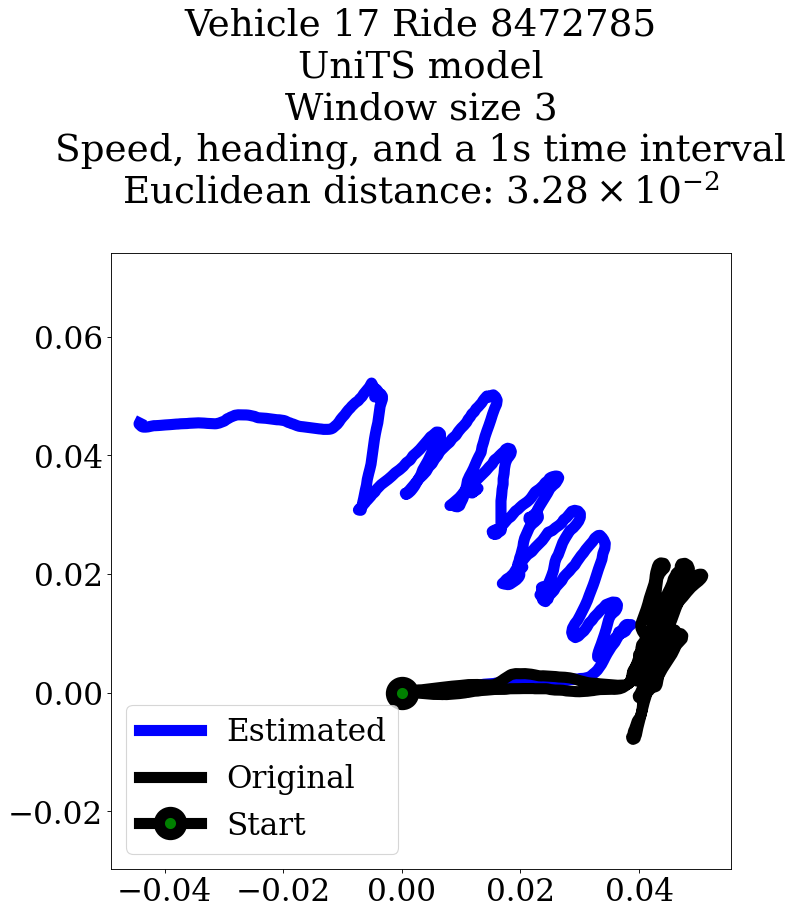 Vehicle 17 Ride 8472785
UniTS model
Window size 3
Speed, heading, and a 1s time interval
Euclidean distance: 3.28 × 10⁻²
0.06
0.04
0.02
0.00
−0.02
Estimated
Original
Start
−0.04 −0.02 0.00 0.02 0.04